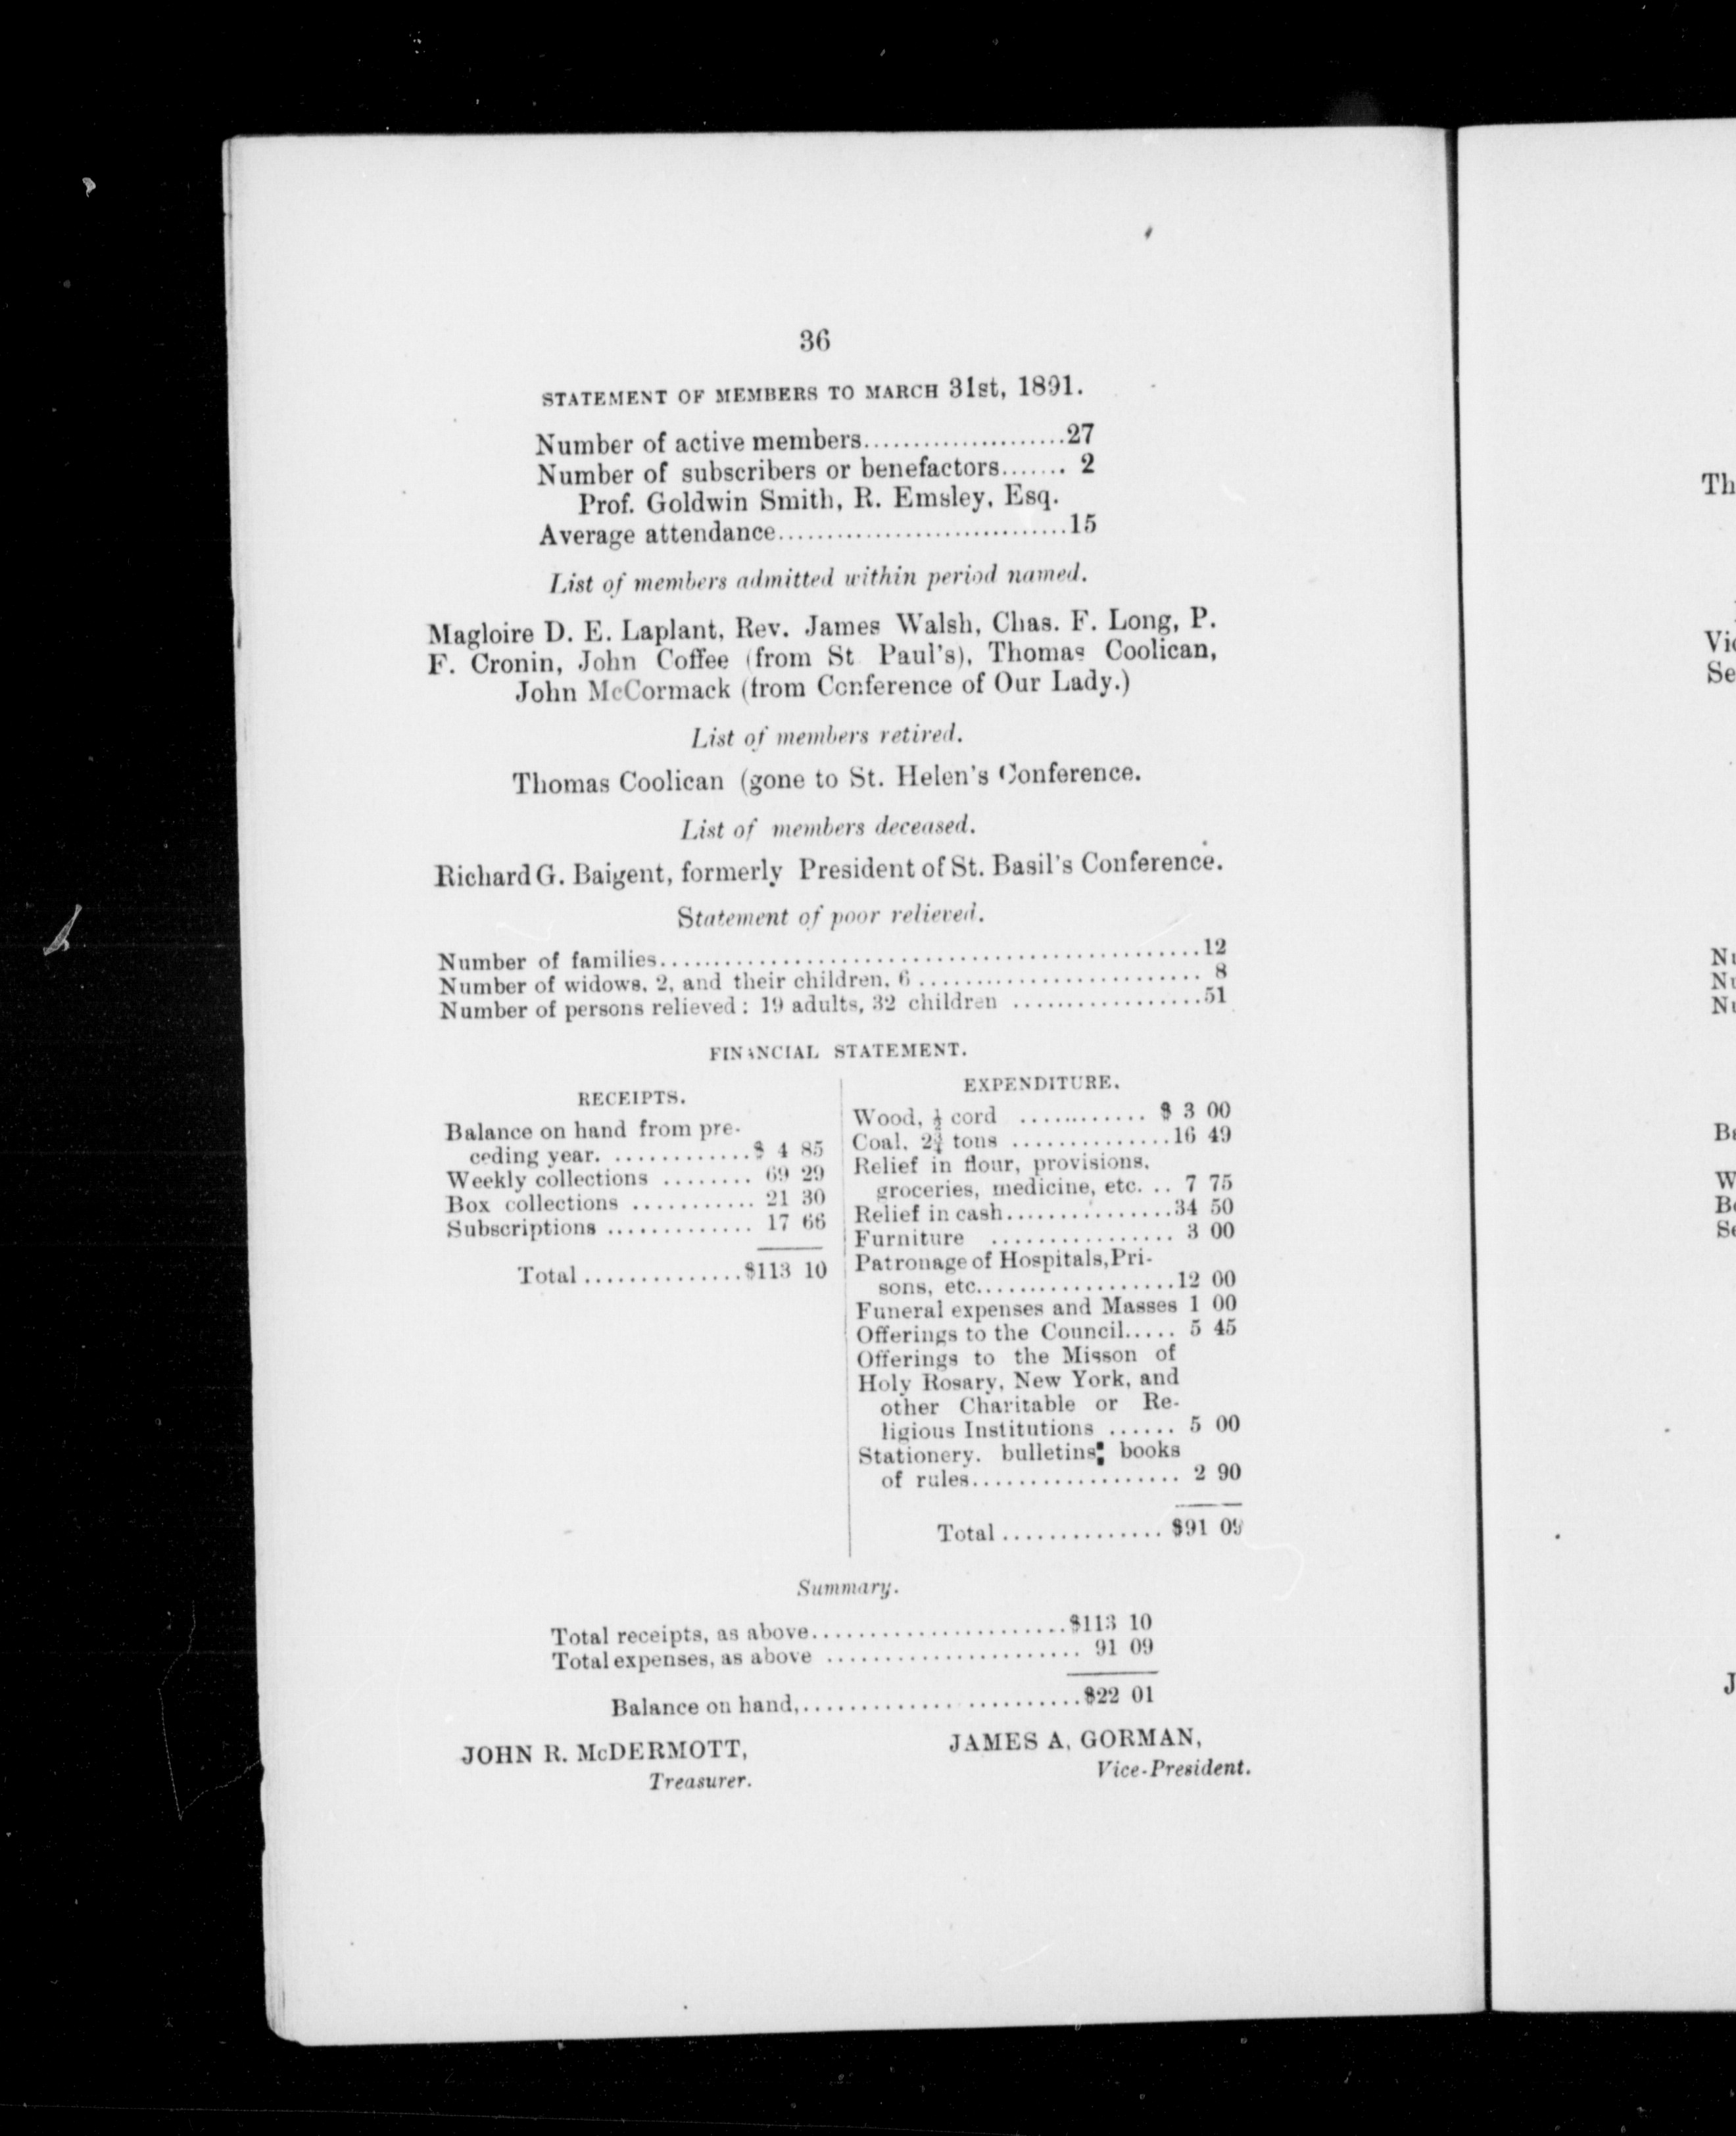 36
STATEMENT OF MEMBERS TO MARCH 31st, 1891.
Number of active members.....................27
Number of subscribers or benefactors....... 2
Prof. Goldwin Smith, R. Emsley, Esq.
Average attendance..............................15
List of members admitted within period named.
Magloire D. E. Laplant, Rev. James Walsh, Chas. F. Long, P.
F. Cronin, John Coffee (from St Paul's), Thomas Coolican,
John McCormack (from Conference of Our Lady.)
List of members retired.
Thomas Coolican (gone to St. Helen's Conference.
List of members deceased.
Richard G. Baigent, formerly President of St. Basil's Conference.
Statement of poor relieved.
Number of families................................................12
Number of widows, 2, and their children, 6 ......................... 8
Number of persons relieved: 19 adults, 32 children .................51
FINANCIAL STATEMENT.
RECEIPTS.
Balance on hand from pre-
ceding year. ............$ 4 85
Weekly collections ........ 69 29
Box collections ........... 21 30
Subscriptions ............. 17 66
Total ..............$113 10
EXPENDITURE.
Wood, ½ cord ............ $ 3 00
Coal, 2¾ tons ..............16 49
Relief in flour, provisions,
groceries, medicine, etc. .. 7 75
Relief in cash...............34 50
Furniture ................ 3 00
Patronage of Hospitals, Pri-
sons, etc..................12 00
Funeral expenses and Masses 1 00
Offerings to the Council..... 5 45
Offerings to the Misson of
Holy Rosary, New York, and
other Charitable or Re-
ligious Institutions ...... 5 00
Stationery. bulletins, books
of rules.................. 2 90
Total .............. $91 09
Summary.
Total receipts, as above......................$113 10
Total expenses, as above ...................... 91 09
Balance on hand,........................$22 01
JOHN R. McDERMOTT,
Treasurer.
JAMES A. GORMAN,
Vice-President.
Th
Vic
Se
Nu
Nu
Nu
Ba
W
Bo
Se
J